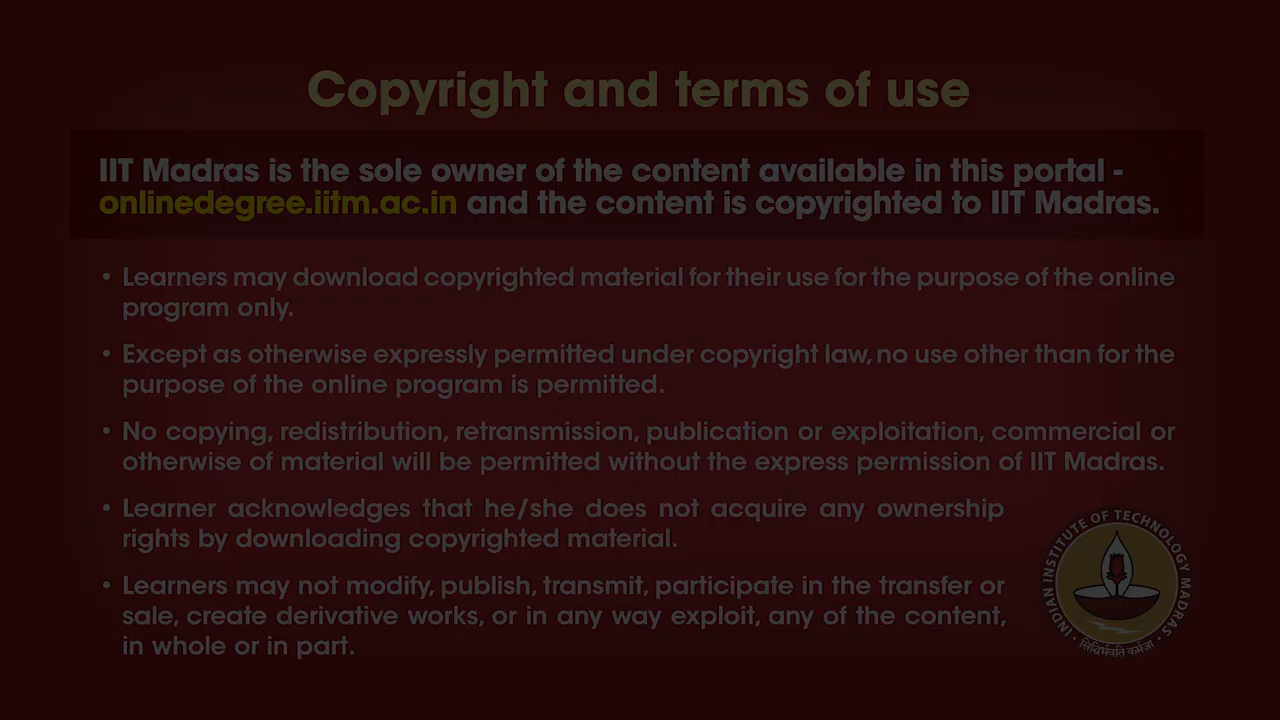 Copyright and terms of use
IIT Madras is the sole owner of the content available in this portal -
onlinedegree.iitm.ac.in and the content is copyrighted to IIT Madras.
• Learners may download copyrighted material for their use for the purpose of the online
program only.
• Except as otherwise expressly permitted under copyright law, no use other than for the
purpose of the online program is permitted.
• No copying, redistribution, retransmission, publication or exploitation, commercial or
otherwise of material will be permitted without the express permission of IIT Madras.
• Learner acknowledges that he/she does not acquire any ownership
rights by downloading copyrighted material.
• Learners may not modify, publish, transmit, participate in the transfer or
sale, create derivative works, or in any way exploit, any of the content,
in whole or in part.
INDIAN INSTITUTE OF TECHNOLOGY MADRAS
सिद्धिर्भवति कर्मजा